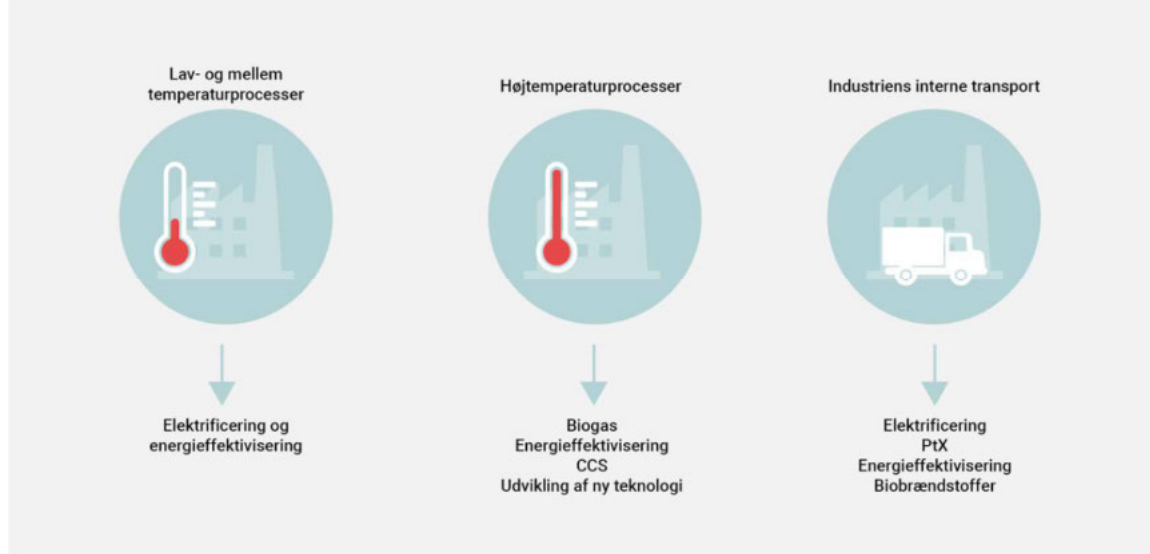 Lav- og mellem
temperaturprocesser
Elektrificering og
energieffektivisering
Højtemperaturprocesser
Biogas
Energieffektivisering
CCS
Udvikling af ny teknologi
Industriens interne transport
Elektrificering
PtX
Energieffektivisering
Biobrændstoffer